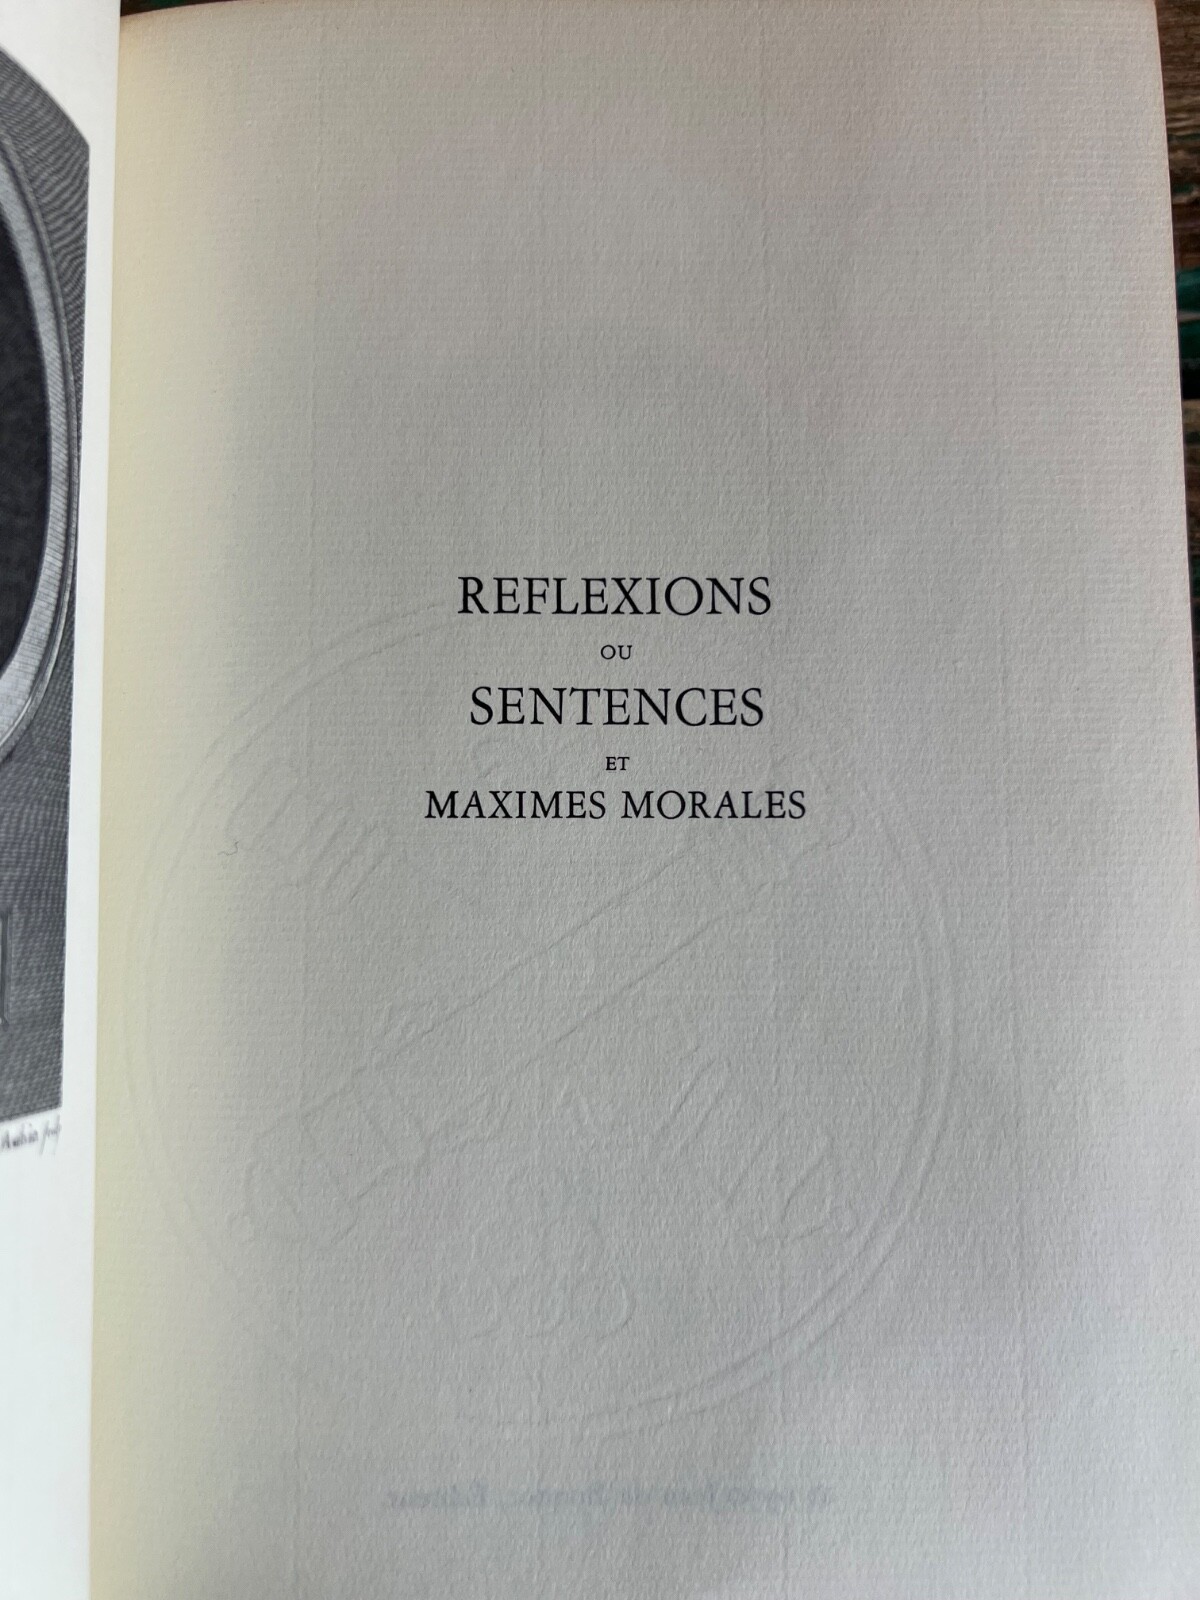 REFLEXIONS
OU
SENTENCES
ET
MAXIMES MORALES